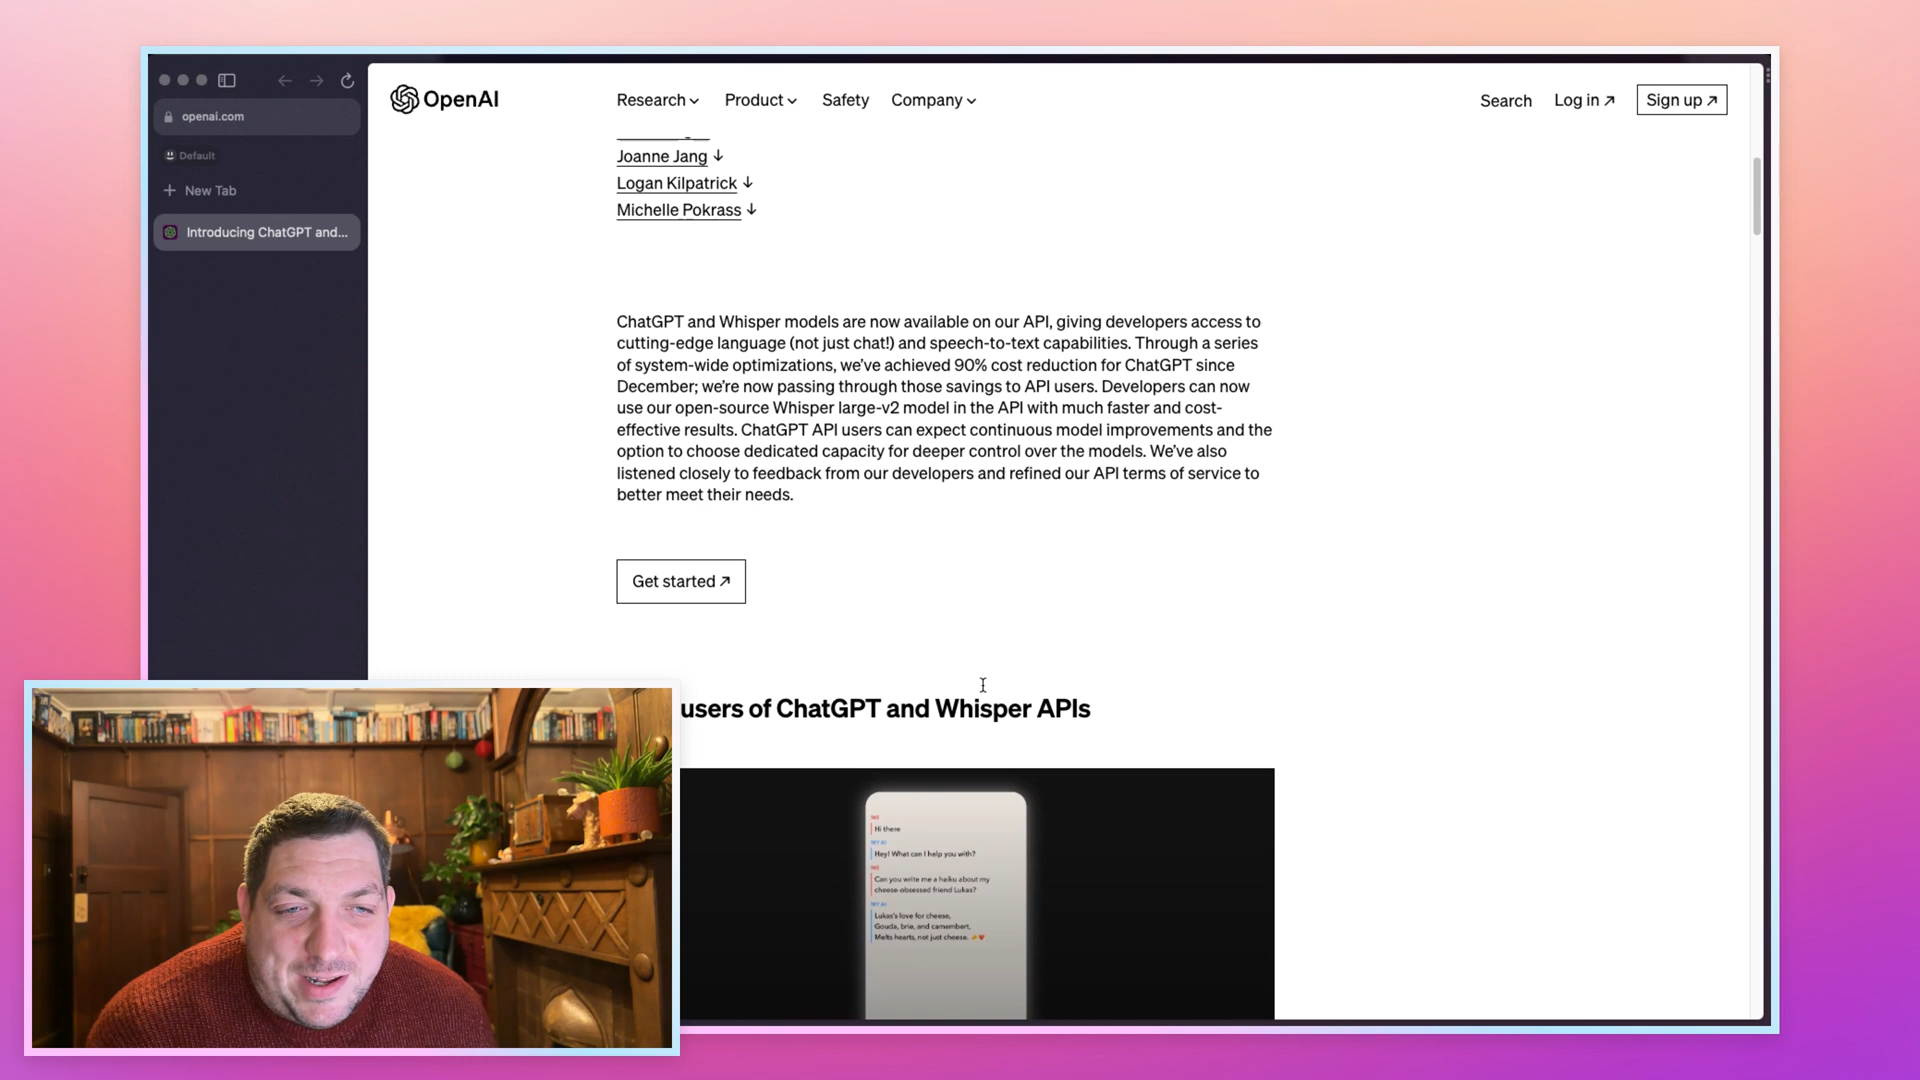 OpenAI
Research
Product
Safety
Company
Search
Log in ↗
Sign up ↗
openai.com
Default
+ New Tab
Introducing ChatGPT and...
Joanne Jang ↓
Logan Kilpatrick ↓
Michelle Pokrass ↓
ChatGPT and Whisper models are now available on our API, giving developers access to
cutting-edge language (not just chat!) and speech-to-text capabilities. Through a series
of system-wide optimizations, we've achieved 90% cost reduction for ChatGPT since
December; we're now passing through those savings to API users. Developers can now
use our open-source Whisper large-v2 model in the API with much faster and cost-
effective results. ChatGPT API users can expect continuous model improvements and the
option to choose dedicated capacity for deeper control over the models. We've also
listened closely to feedback from our developers and refined our API terms of service to
better meet their needs.
Get started ↗
users of ChatGPT and Whisper APIs
ME
Hi there
MY AI
Hey! What can I help you with?
ME
Can you write me a haiku about my
cheese-obsessed friend Lukas?
MY AI
Lukas's love for cheese,
Gouda, brie, and camembert,
Melts hearts, not just cheese. 🧀❤️